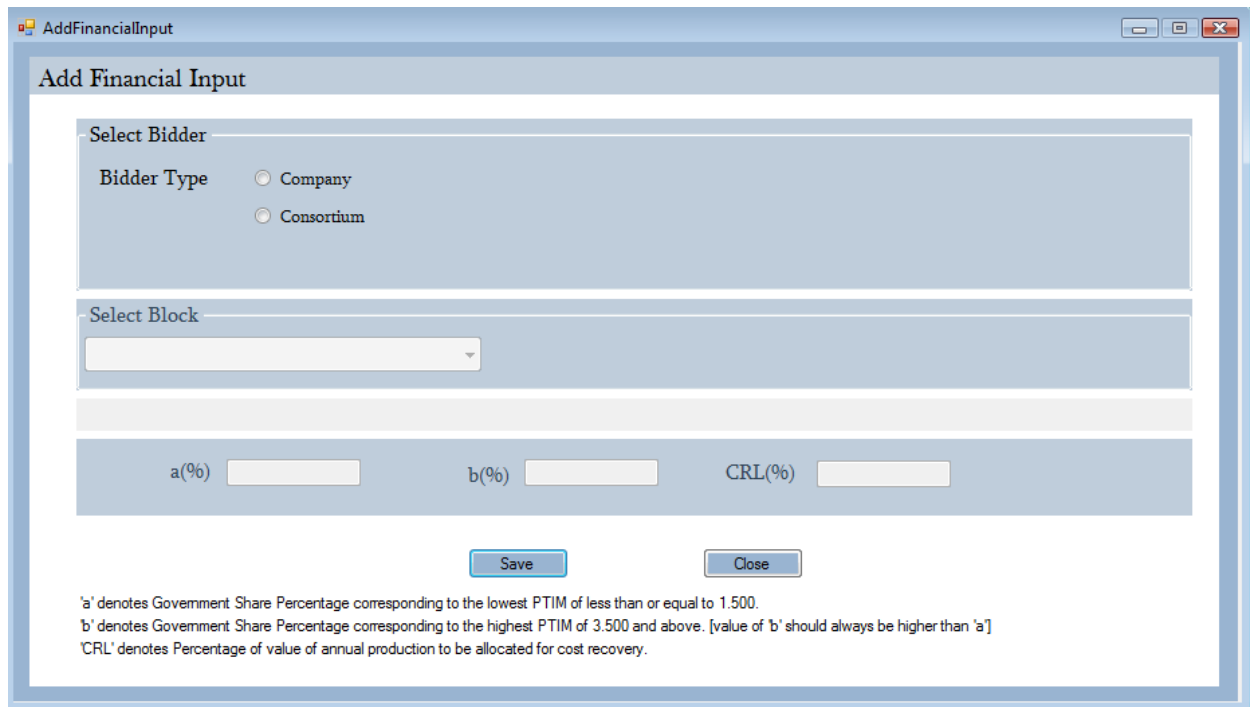 AddFinancialInput
Add Financial Input
Select Bidder
Bidder Type
Company
Consortium
Select Block
a(%)
b(%)
CRL(%)
Save
Close
'a' denotes Government Share Percentage corresponding to the lowest PTIM of less than or equal to 1.500.
'b' denotes Government Share Percentage corresponding to the highest PTIM of 3.500 and above. [value of 'b' should always be higher than 'a']
'CRL' denotes Percentage of value of annual production to be allocated for cost recovery.